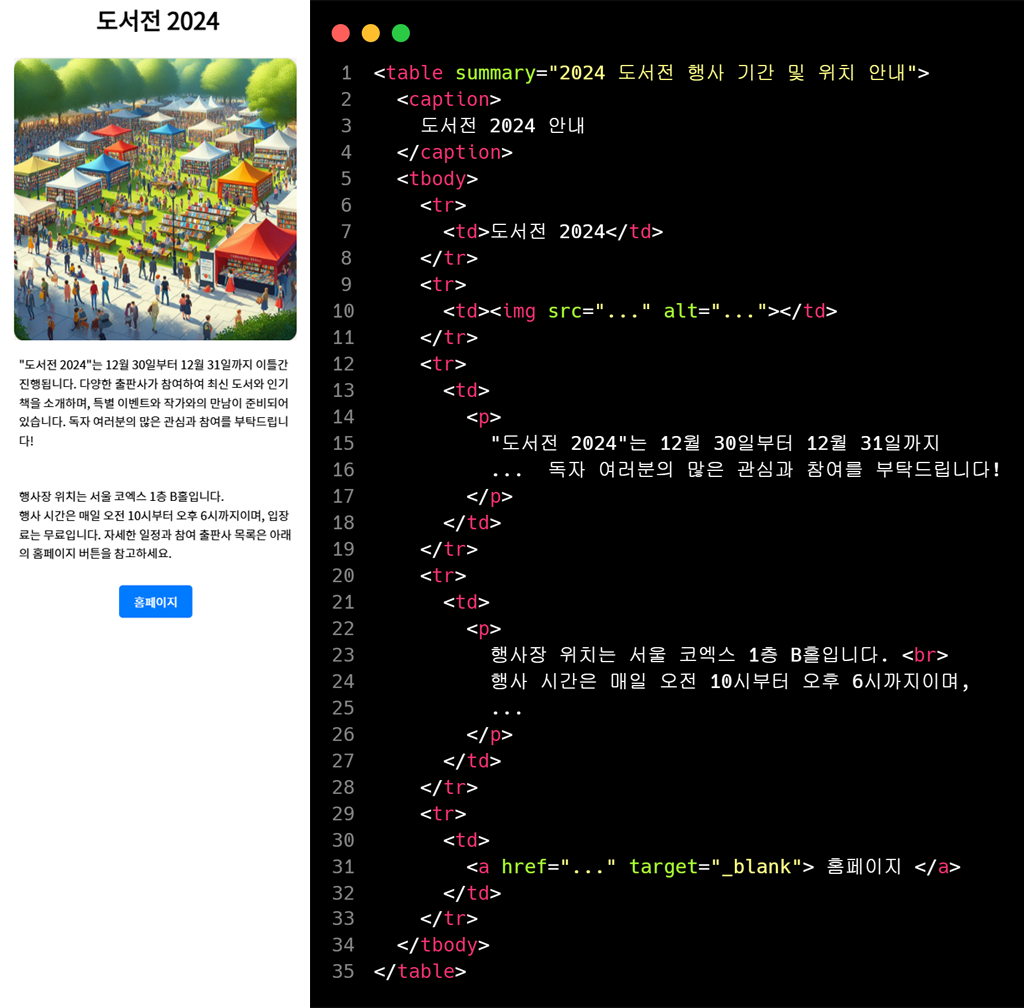 도서전 2024
"도서전 2024"는 12월 30일부터 12월 31일까지 이틀간
진행됩니다. 다양한 출판사가 참여하여 최신 도서와 인기
책을 소개하며, 특별 이벤트와 작가와의 만남이 준비되어
있습니다. 독자 여러분의 많은 관심과 참여를 부탁드립니
다!
행사장 위치는 서울 코엑스 1층 B홀입니다.
행사 시간은 매일 오전 10시부터 오후 6시까지이며, 입장
료는 무료입니다. 자세한 일정과 참여 출판사 목록은 아래
의 홈페이지 버튼을 참고하세요.
홈페이지
1 <table summary="2024 도서전 행사 기간 및 위치 안내">
2 <caption>
3 도서전 2024 안내
4 </caption>
5 <tbody>
6 <tr>
7 <td>도서전 2024</td>
8 </tr>
9 <tr>
10 <td><img src="..." alt="..."></td>
11 </tr>
12 <tr>
13 <td>
14 <p>
15 "도서전 2024"는 12월 30일부터 12월 31일까지
16 ... 독자 여러분의 많은 관심과 참여를 부탁드립니다!
17 </p>
18 </td>
19 </tr>
20 <tr>
21 <td>
22 <p>
23 행사장 위치는 서울 코엑스 1층 B홀입니다. <br>
24 행사 시간은 매일 오전 10시부터 오후 6시까지이며,
25 ...
26 </p>
27 </td>
28 </tr>
29 <tr>
30 <td>
31 <a href="..." target="_blank"> 홈페이지 </a>
32 </td>
33 </tr>
34 </tbody>
35 </table>